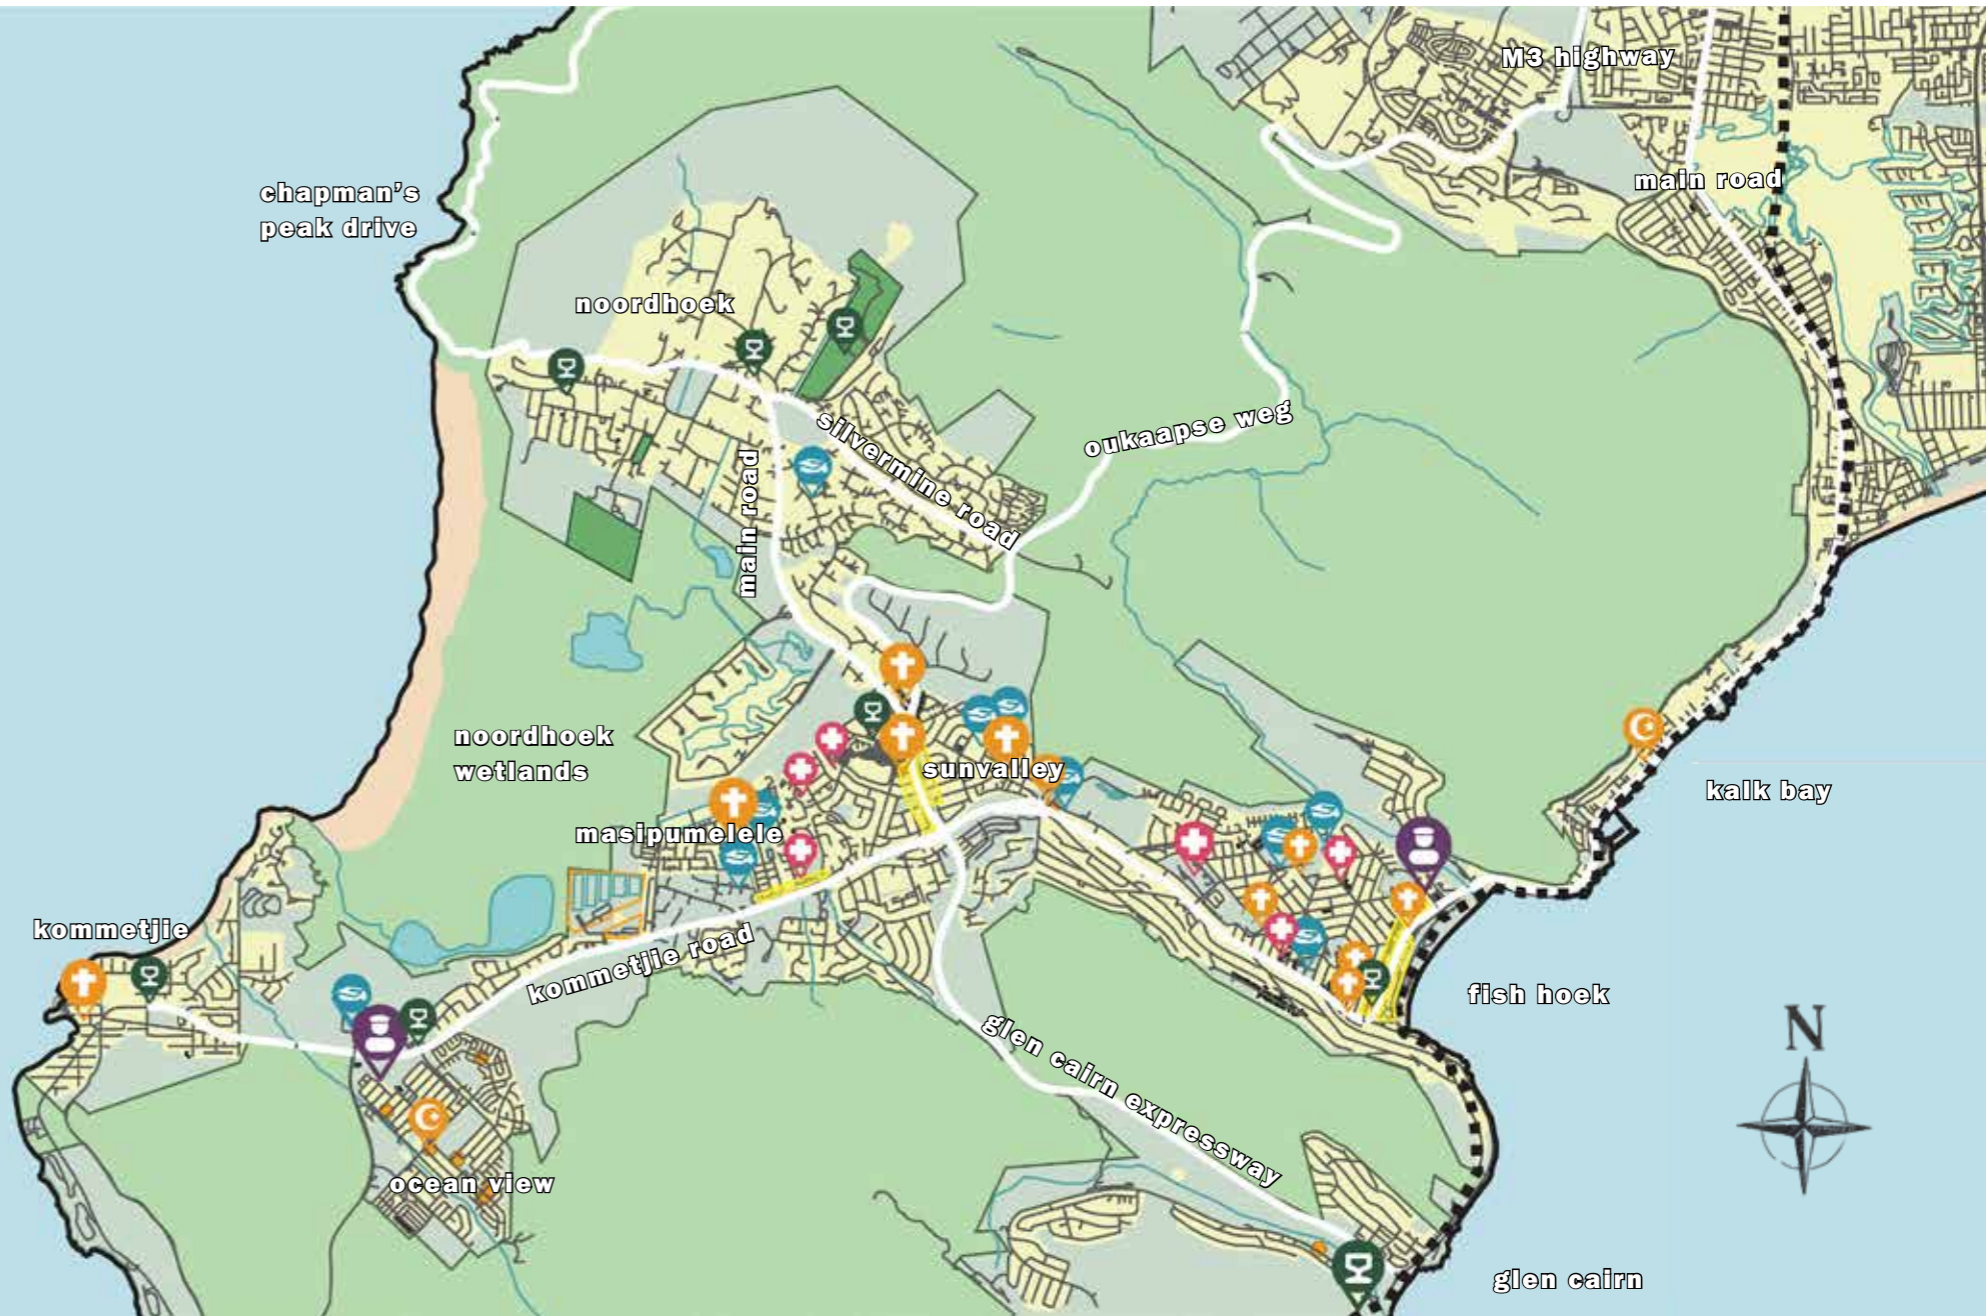 M3 highway
main road
chapman's
peak drive
noordhoek
silvermine road
oukaapse weg
main road
noordhoek
wetlands
sunvalley
kalk bay
masipumelele
kommetjie
kommetjie road
fish hoek
N
glen cairn expressway
ocean view
glen cairn